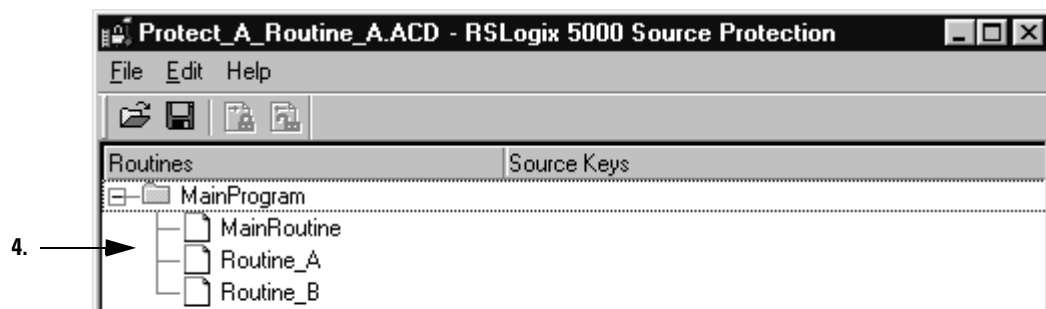 Protect_A_Routine_A.ACD - RSLogix 5000 Source Protection
File Edit Help
Routines Source Keys
MainProgram
MainRoutine
4.
Routine_A
Routine_B